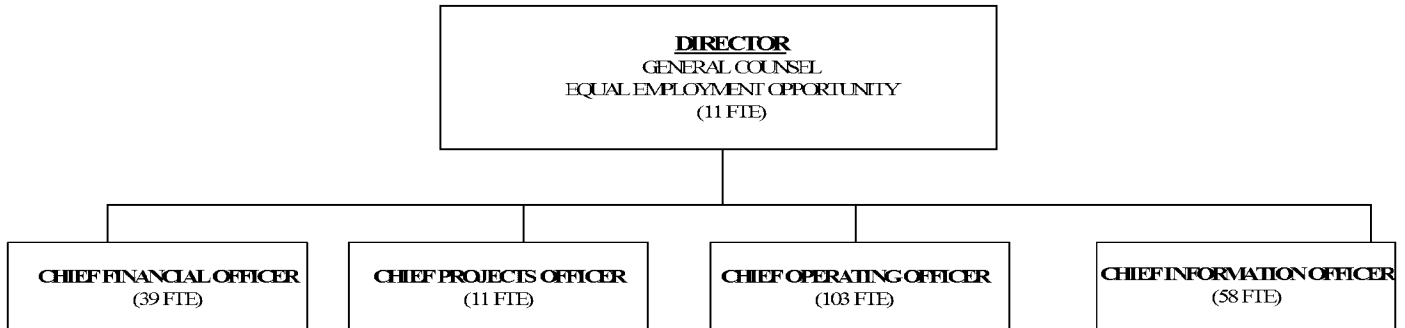 DIRECTOR
GENERAL COUNSEL
EQUAL EMPLOYMENT OPPORTUNITY
(11 FTE)
CHIEF FINANCIAL OFFICER
(39 FTE)
CHIEF PROJECTS OFFICER
(11 FTE)
CHIEF OPERATING OFFICER
(103 FTE)
CHIEF INFORMATION OFFICER
(58 FTE)